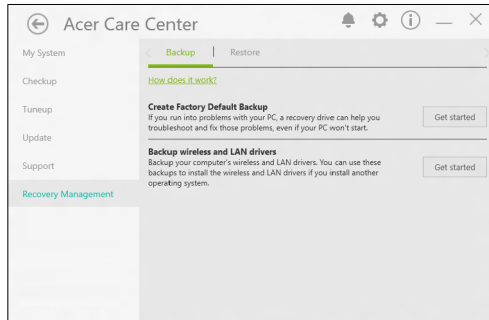 Acer Care Center
My System
Checkup
Tuneup
Update
Support
Recovery Management
Backup
Restore
How does it work?
Create Factory Default Backup
If you run into problems with your PC, a recovery drive can help you
troubleshoot and fix those problems, even if your PC won't start.
Get started
Backup wireless and LAN drivers
Backup your computer's wireless and LAN drivers. You can use these
backups to install the wireless and LAN drivers if you install another
operating system.
Get started